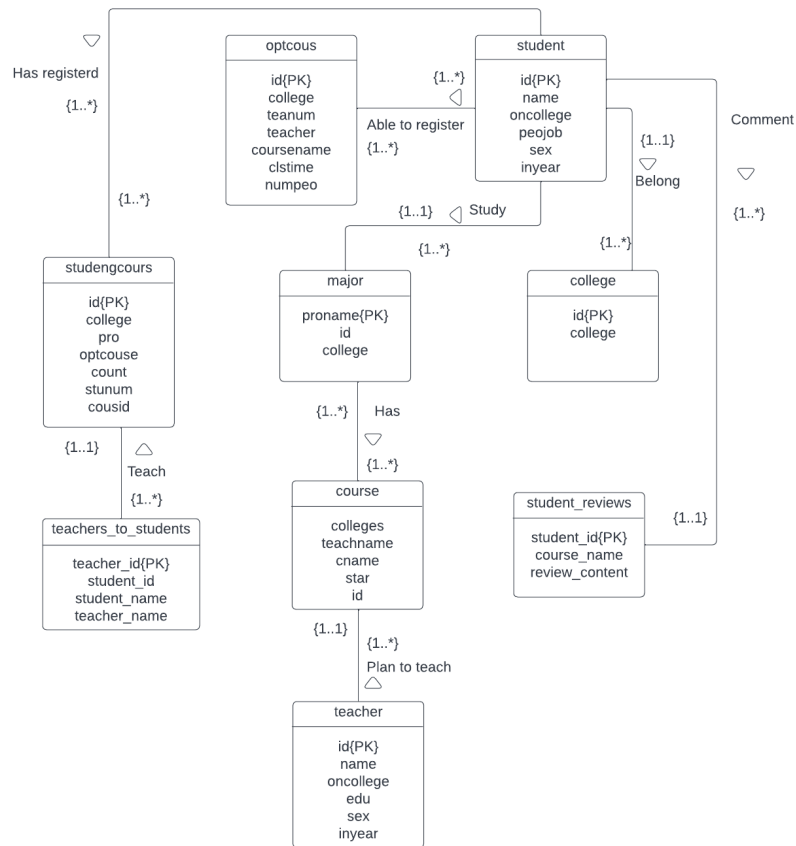 optcous
id{PK}
college
teanum
teacher
coursename
clstime
numpeo
student
id{PK}
name
oncollege
peojob
sex
inyear
Has registerd
{1..*}
{1..*}
{1..*}
Able to register
{1..*}
{1..1}
Belong
{1..*}
Comment
{1..*}
{1..1}
{1..1}
Study
{1..*}
studengcours
id{PK}
college
pro
optcouse
count
stunum
cousid
major
proname{PK}
id
college
college
id{PK}
college
{1..1}
Teach
{1..*}
{1..*}
Has
{1..*}
teachers_to_students
teacher_id{PK}
student_id
student_name
teacher_name
course
colleges
teachname
cname
star
id
student_reviews
student_id{PK}
course_name
review_content
{1..1}
{1..*}
Plan to teach
teacher
id{PK}
name
oncollege
edu
sex
inyear